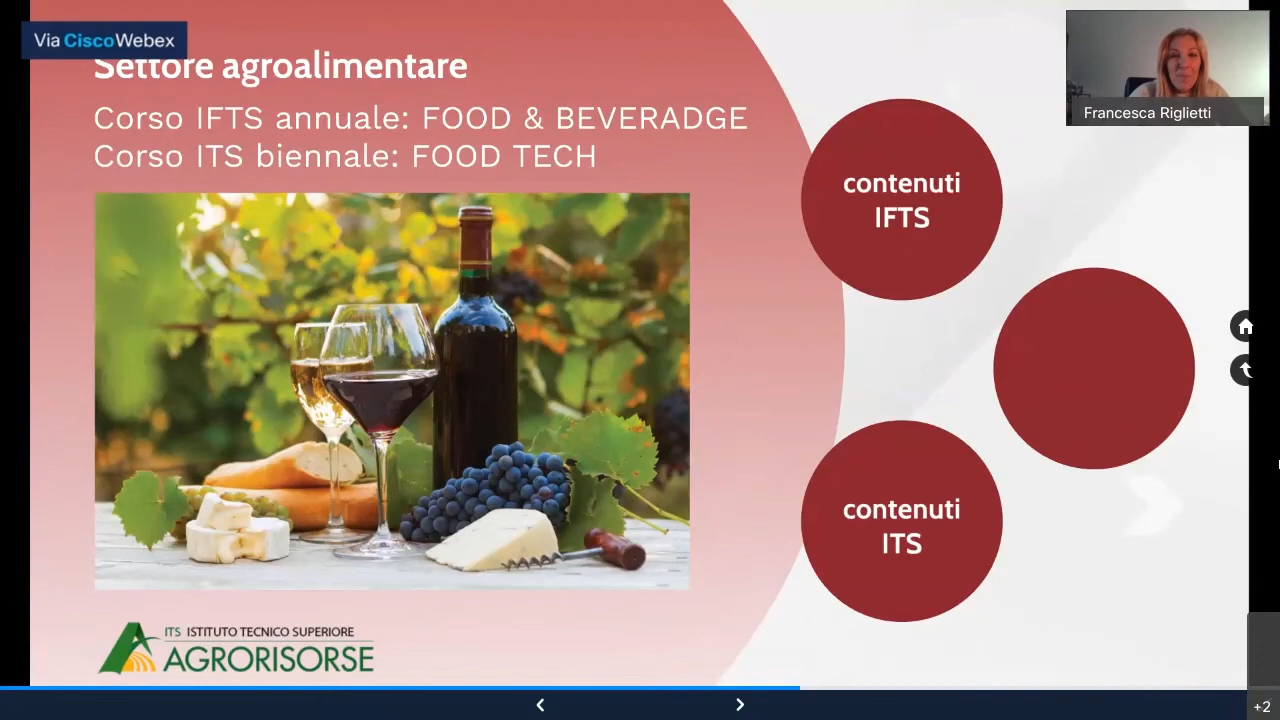 Via Cisco Webex
Settore agroalimentare
Corso IFTS annuale: FOOD & BEVERADGE
Corso ITS biennale: FOOD TECH
Francesca Riglietti
contenuti
IFTS
contenuti
ITS
ITS ISTITUTO TECNICO SUPERIORE
AGRORISORSE
+2